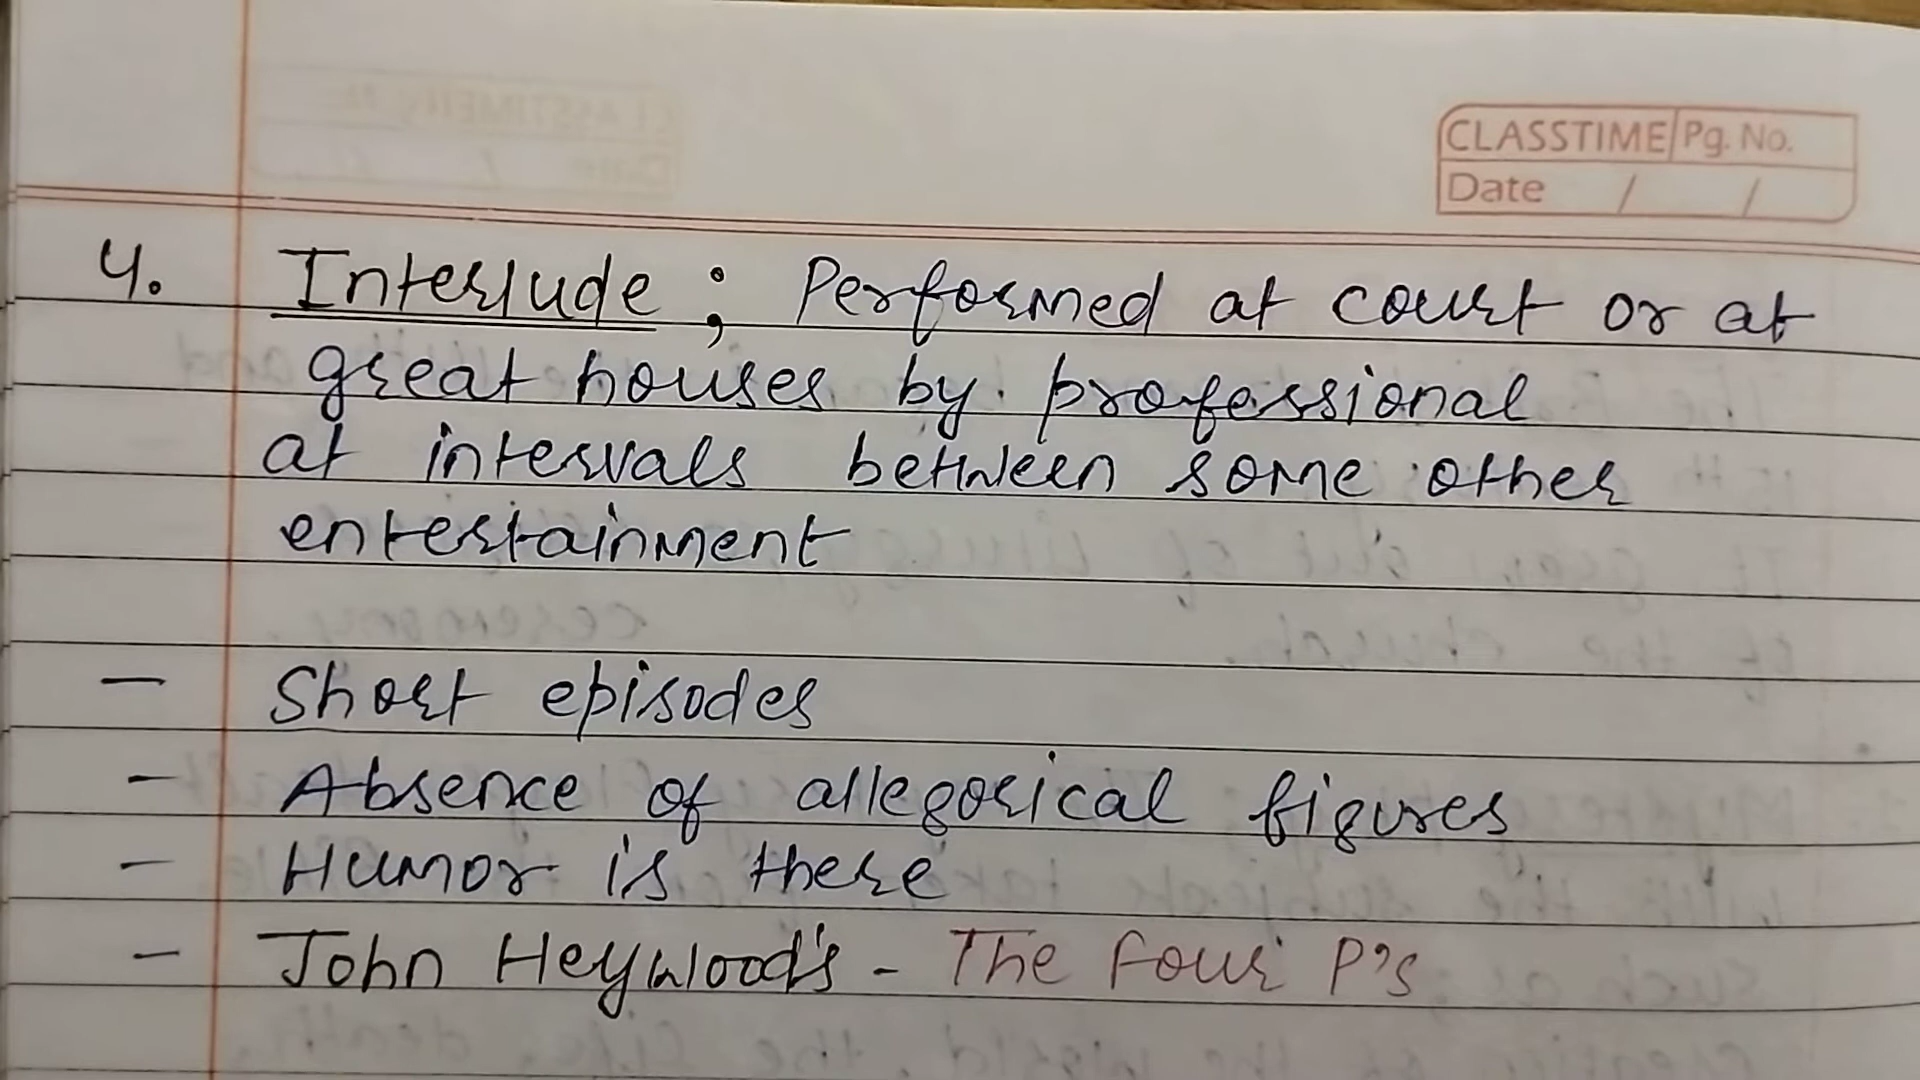 CLASSTIME Pg. No.
Date / /
4. Interlude ; Performed at court or at
great houses by professional
at intervals between some other
entertainment
- Short episodes
- Absence of allegorical figures
- Humor is there
- John Heywood's - The Four P's